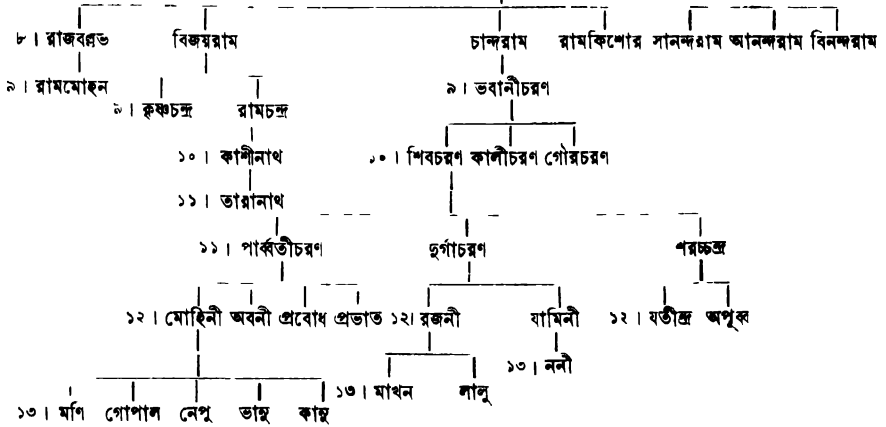 ৮। রাজবল্লভ বিজয়রাম চান্দরাম রামকিশোর সানন্দরাম আনন্দরাম বিনন্দরাম
৯। রামমোহন ৯। কৃষ্ণচন্দ্র রামচন্দ্র ৯। ভবানীচরণ
১০। কাশীনাথ ১০। শিবচরণ কালীচরণ গৌরচরণ
১১। তারানাথ
১১। পার্ব্বতীচরণ দুর্গাচরণ শরচ্চন্দ্র
১২। মোহিনী অবনী প্রবোধ প্রভাত ১২। রজনী যামিনী ১২। যতীন্দ্র অপূর্ব্ব
১৩। ননী
১৩। মাখন লালু
১৩। মণি গোপাল নেপু ভানু কানু